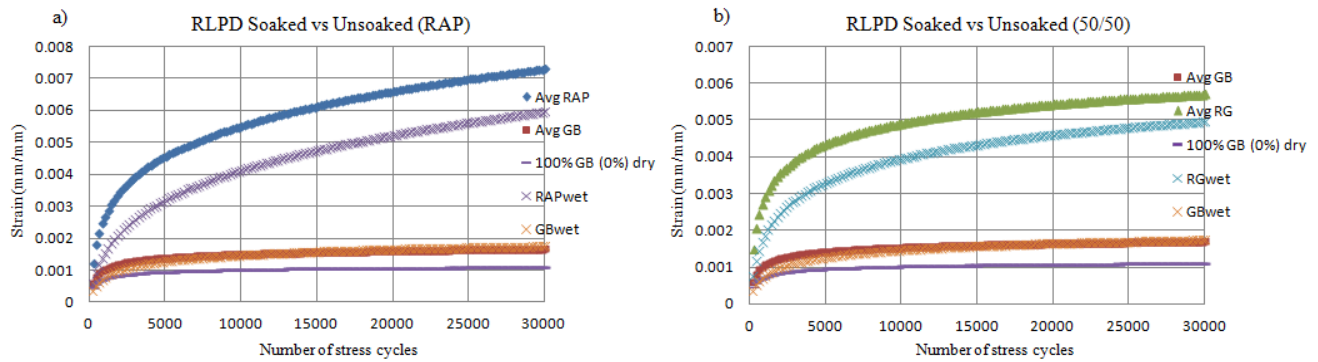 a)
RLPD Soaked vs Unsoaked (RAP)
0.008
0.007
0.006
0.005
0.004
0.003
0.002
0.001
0
Strain (mm/mm)
0 5000 10000 15000 20000 25000 30000
Number of stress cycles
Avg RAP
Avg GB
100% GB (0%) dry
RAPwet
GBwet
b)
RLPD Soaked vs Unsoaked (50/50)
0.007
0.006
0.005
0.004
0.003
0.002
0.001
0
Strain (mm/mm)
0 5000 10000 15000 20000 25000 30000
Number of stress cycles
Avg GB
Avg RG
100% GB (0%) dry
RGwet
GBwet